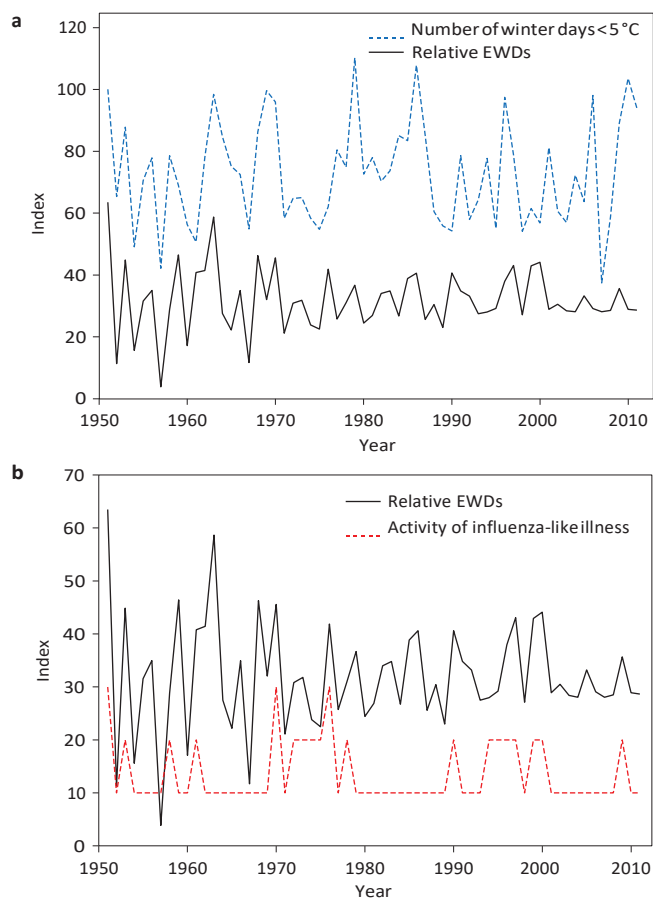 a
Number of winter days < 5 °C
Relative EWDs
120
100
80
60
40
20
0
Index
1950 1960 1970 1980 1990 2000 2010
Year
b
Relative EWDs
Activity of influenza-like illness
70
60
50
40
30
20
10
0
Index
1950 1960 1970 1980 1990 2000 2010
Year